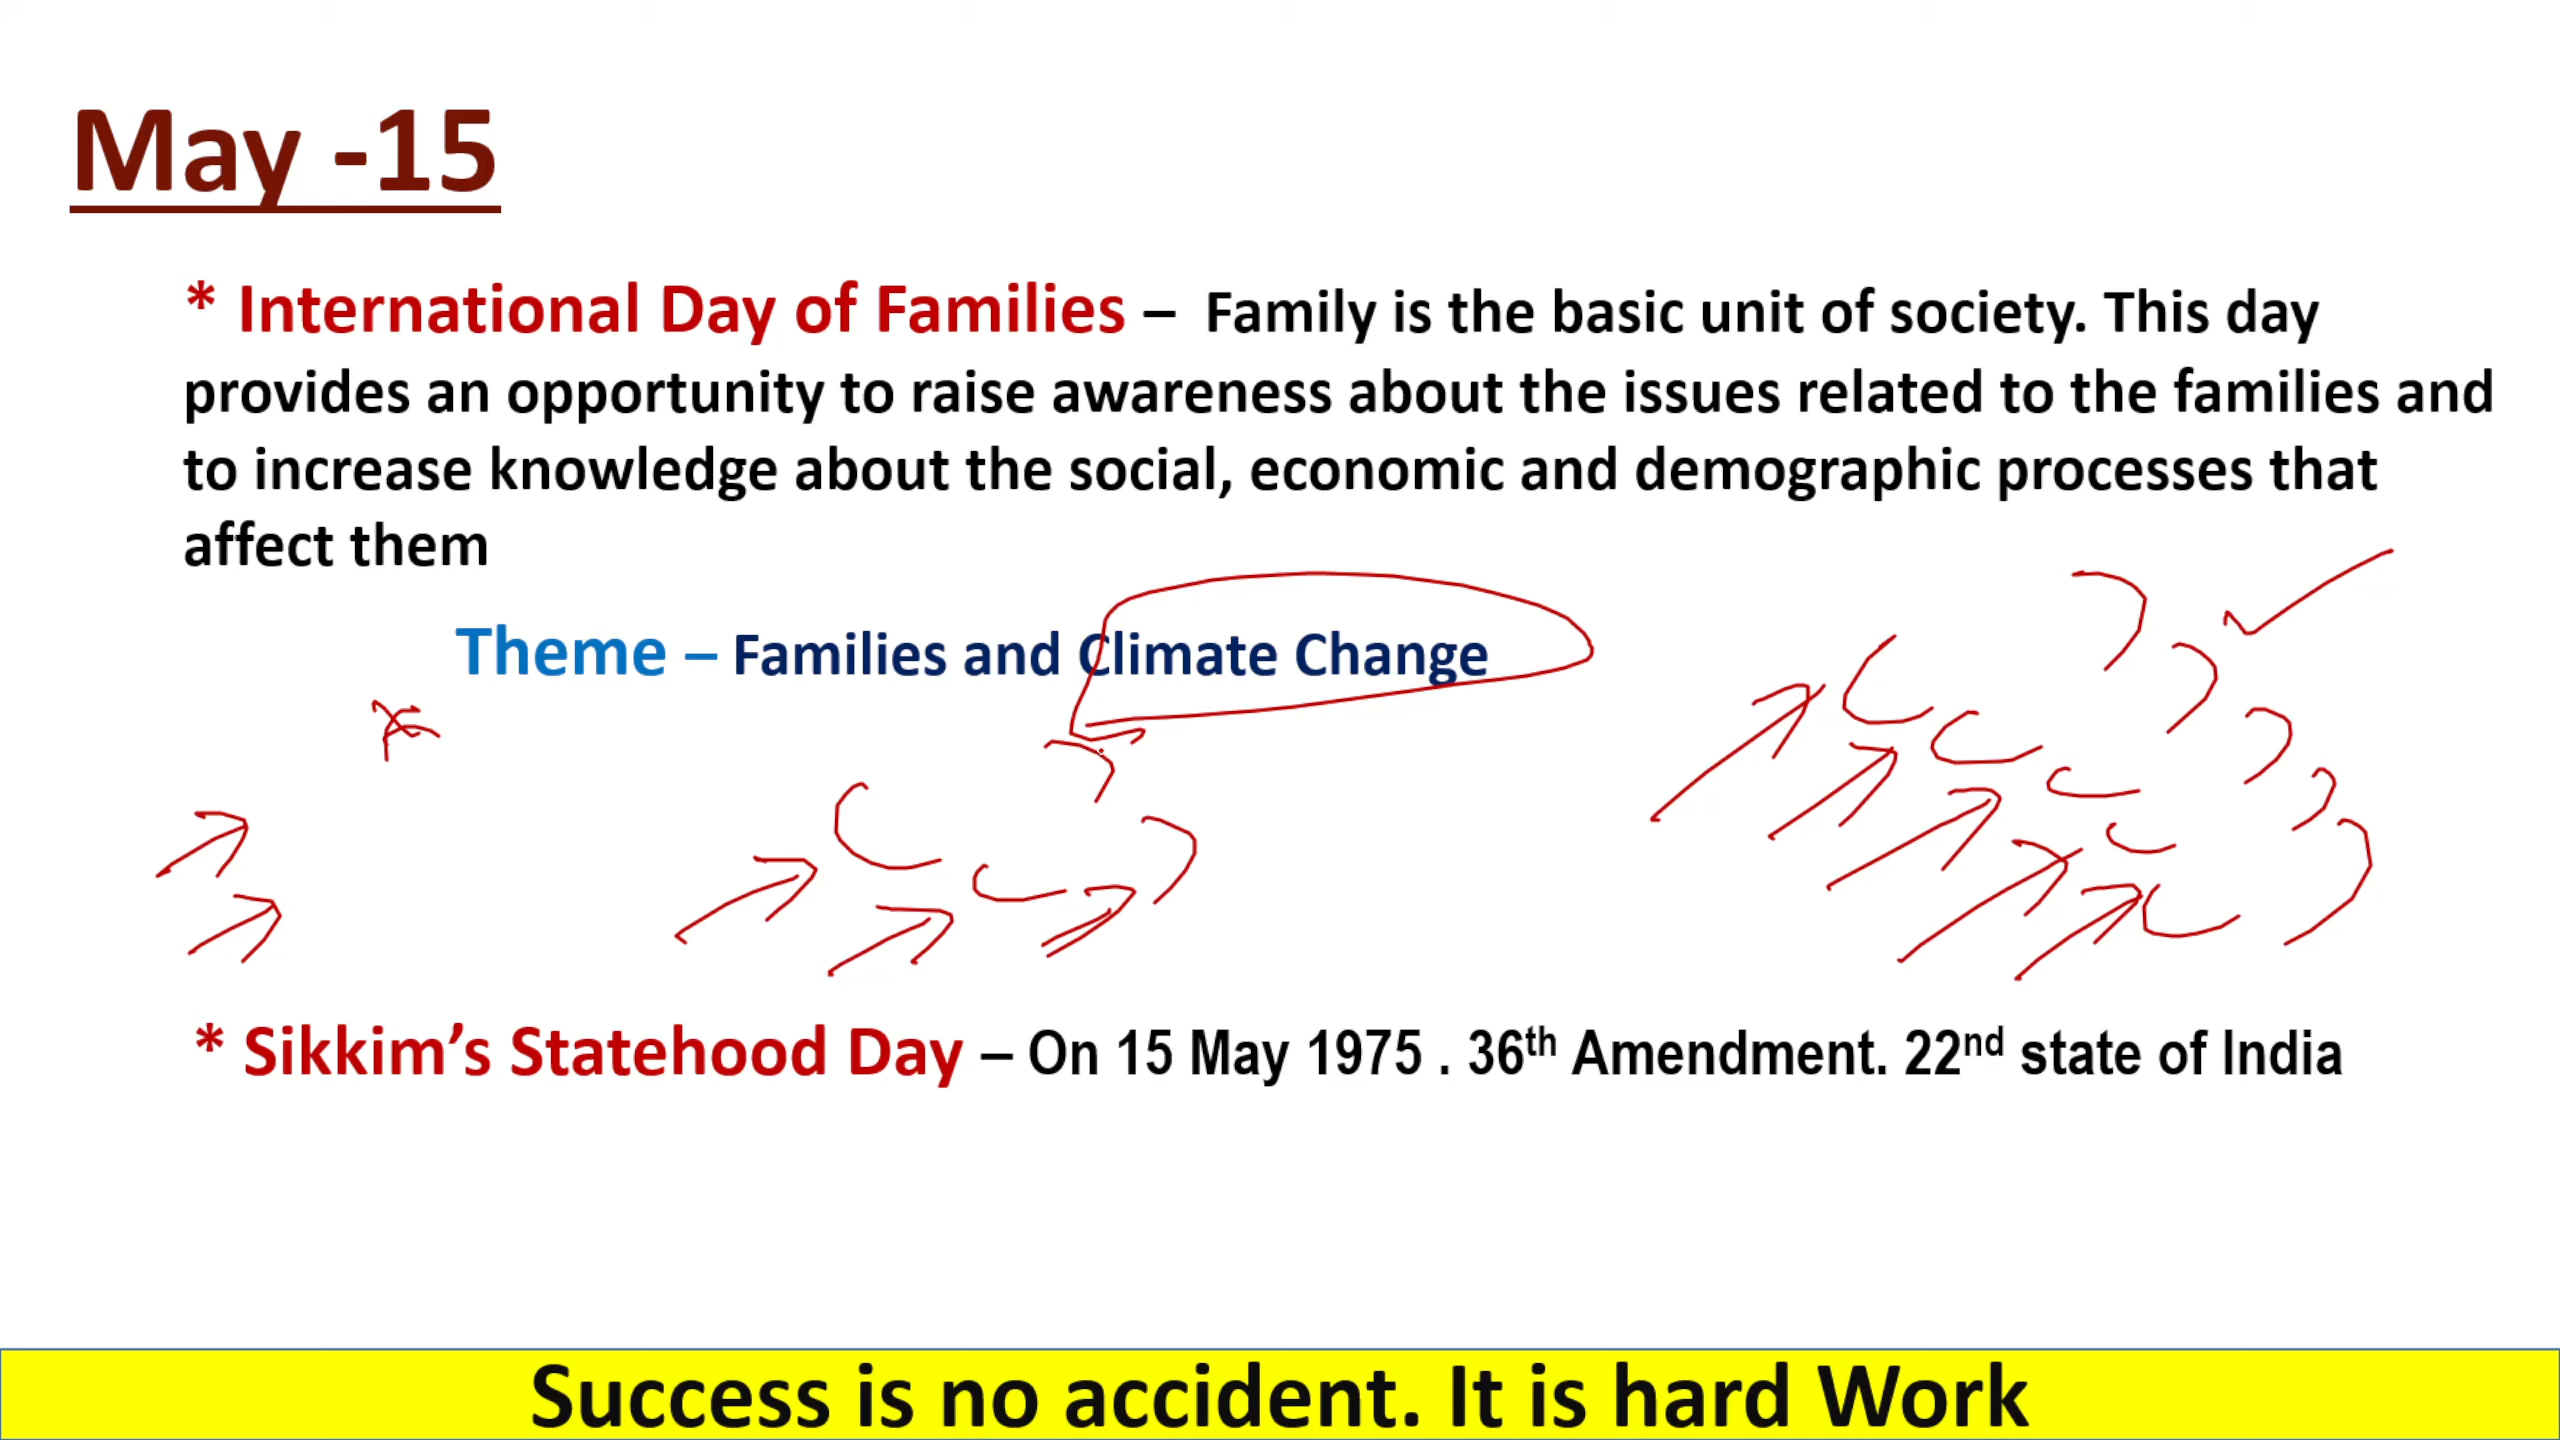 May -15
* International Day of Families – Family is the basic unit of society. This day
provides an opportunity to raise awareness about the issues related to the families and
to increase knowledge about the social, economic and demographic processes that
affect them
Theme – Families and Climate Change
* Sikkim’s Statehood Day – On 15 May 1975 . 36th Amendment. 22nd state of India
Success is no accident. It is hard Work